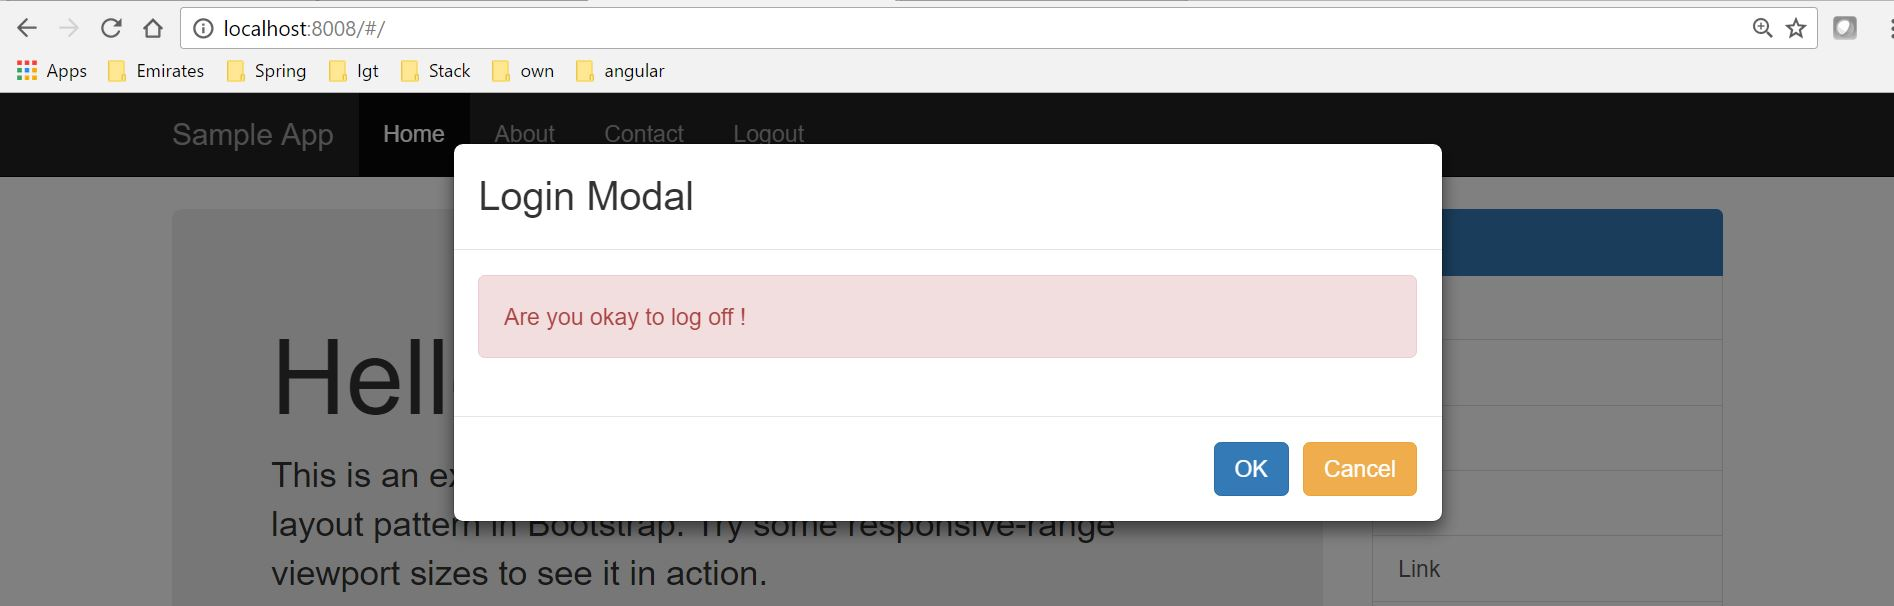 localhost:8008/#/
Apps Emirates Spring Igt Stack own angular
Sample App Home About Contact Logout
Login Modal
Are you okay to log off !
OK Cancel
Hell
This is an ex
layout pattern in Bootstrap. Try some responsive-range
viewport sizes to see it in action.
Link